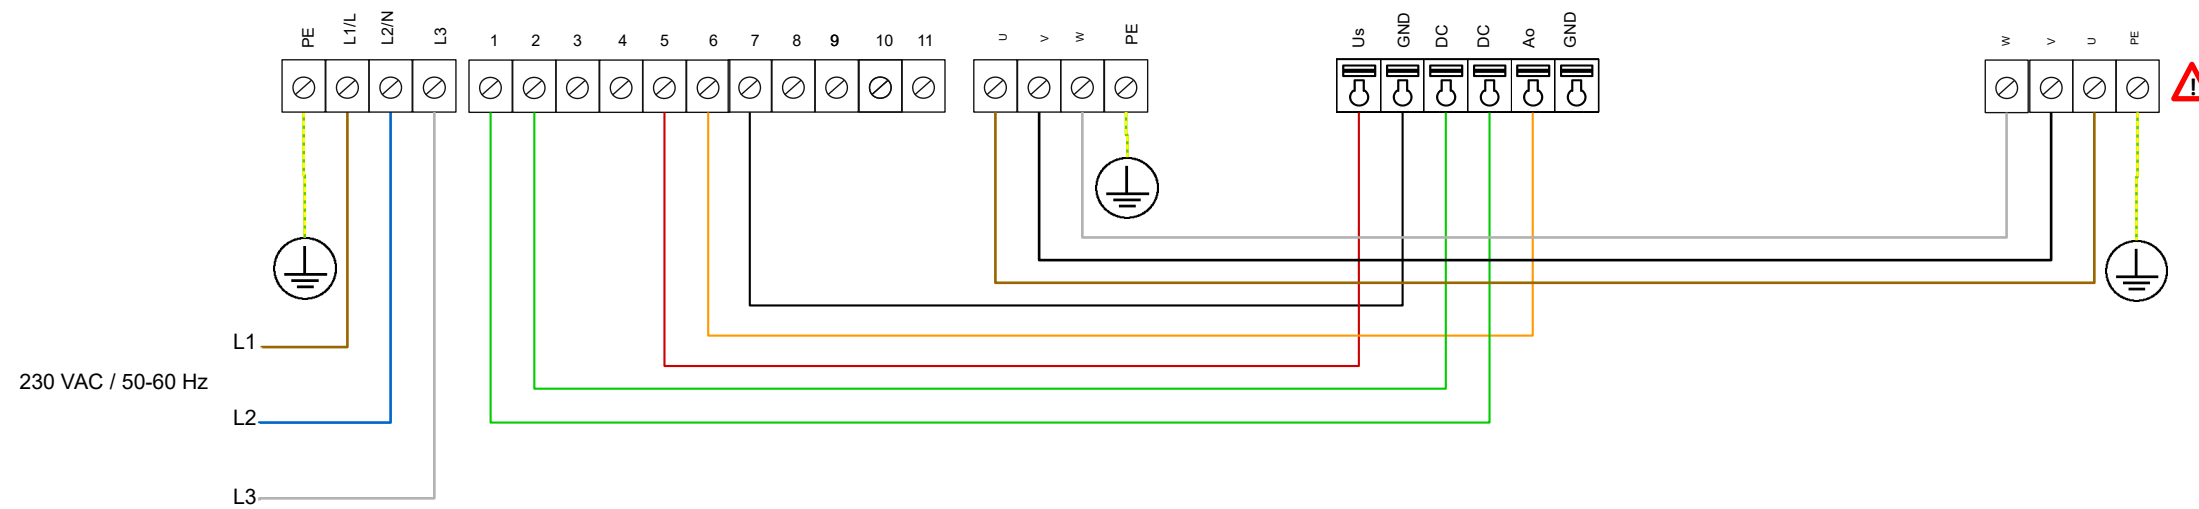 PE L1/L L2/N L3 1 2 3 4 5 6 7 8 9 10 11 U V W PE Us GND DC DC Ao GND W V U PE
!
L1
230 VAC / 50-60 Hz
L2
L3